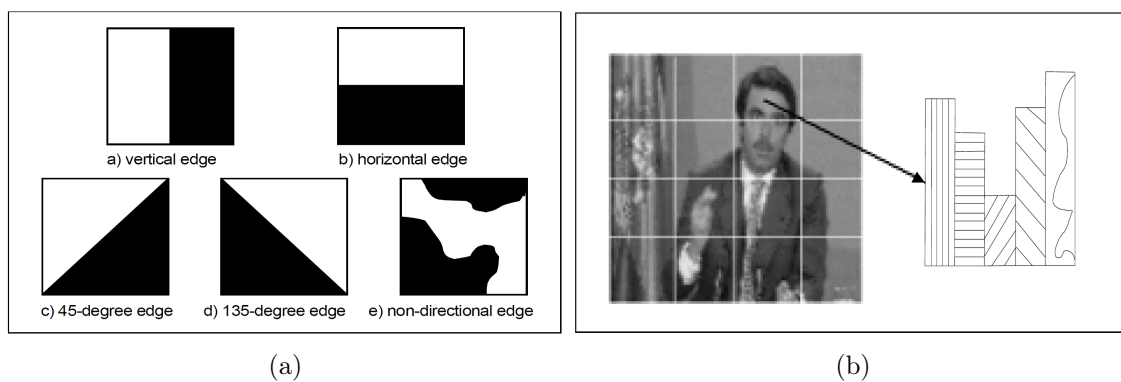 a) vertical edge
b) horizontal edge
c) 45-degree edge
d) 135-degree edge
e) non-directional edge
(a)
(b)